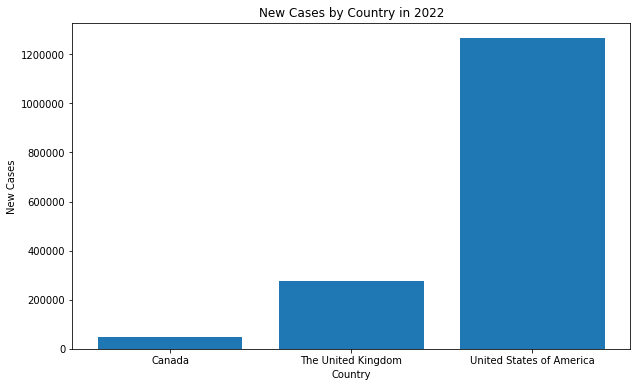 New Cases by Country in 2022
New Cases
1200000
1000000
800000
600000
400000
200000
0
Canada
The United Kingdom
United States of America
Country